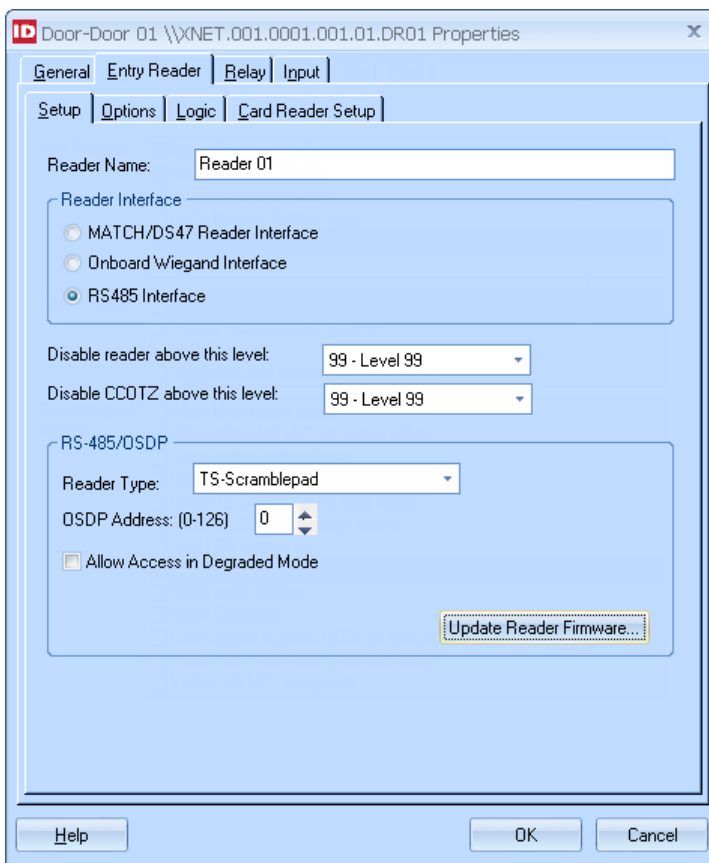 ID Door-Door 01 \\XNET.001.0001.001.01.DR01 Properties x
General Entry Reader Relay Input
Setup Options Logic Card Reader Setup
Reader Name: Reader 01
Reader Interface
MATCH/DS47 Reader Interface
Onboard Wiegand Interface
RS485 Interface
Disable reader above this level: 99 - Level 99
Disable CCOTZ above this level: 99 - Level 99
RS-485/OSDP
Reader Type: TS-Scramblepad
OSDP Address: (0-126) 0
Allow Access in Degraded Mode
Update Reader Firmware...
Help OK Cancel